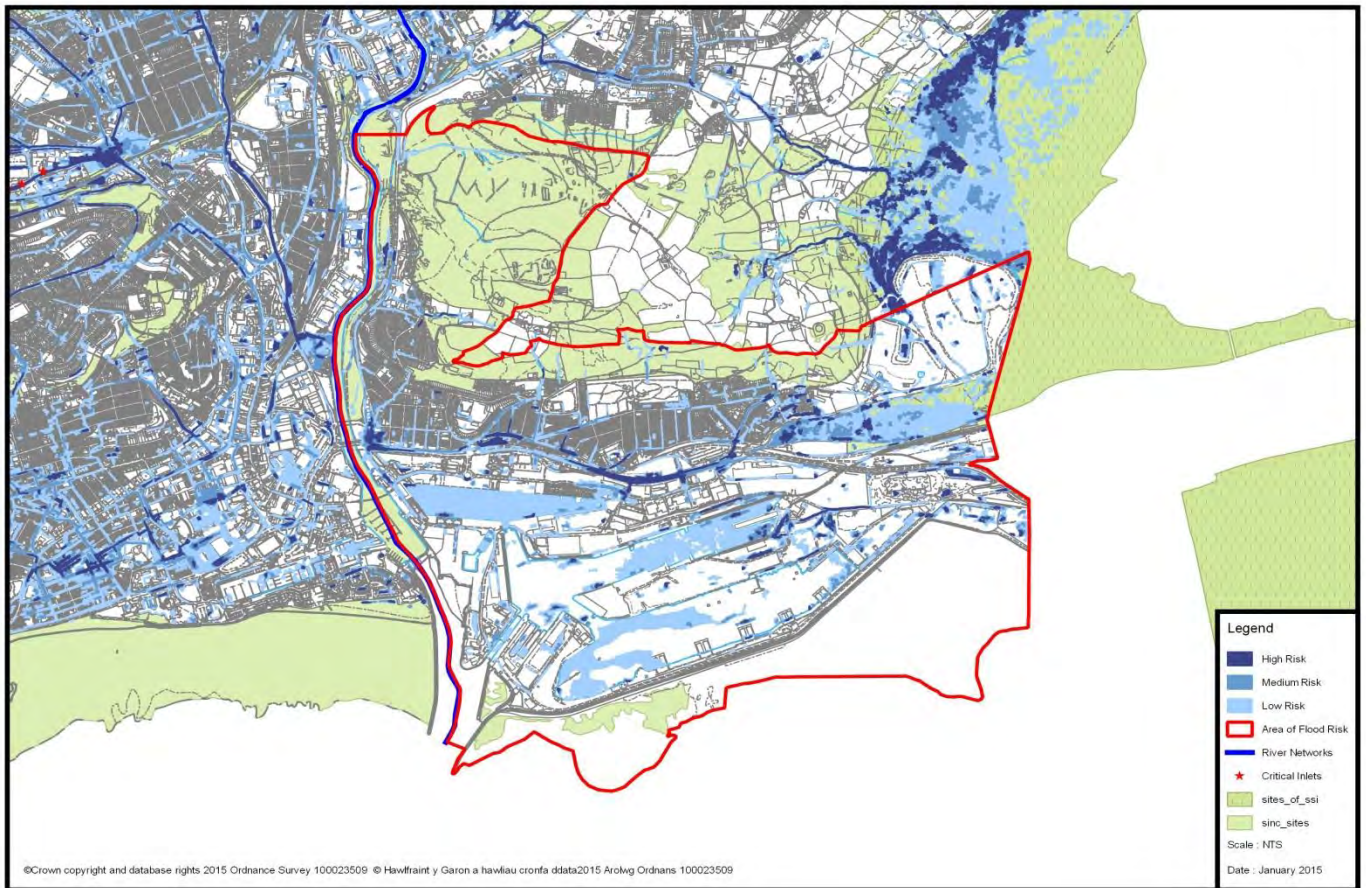 Legend
High Risk
Medium Risk
Low Risk
Area of Flood Risk
River Networks
Critical Inlets
sites_of_ssi
sinc_sites
Scale : NTS
Date : January 2015
©Crown copyright and database rights 2015 Ordnance Survey 100023509 © Hawlfraint y Garon a hawliau cronfa ddata2015 Arolwg Ordnans 100023509